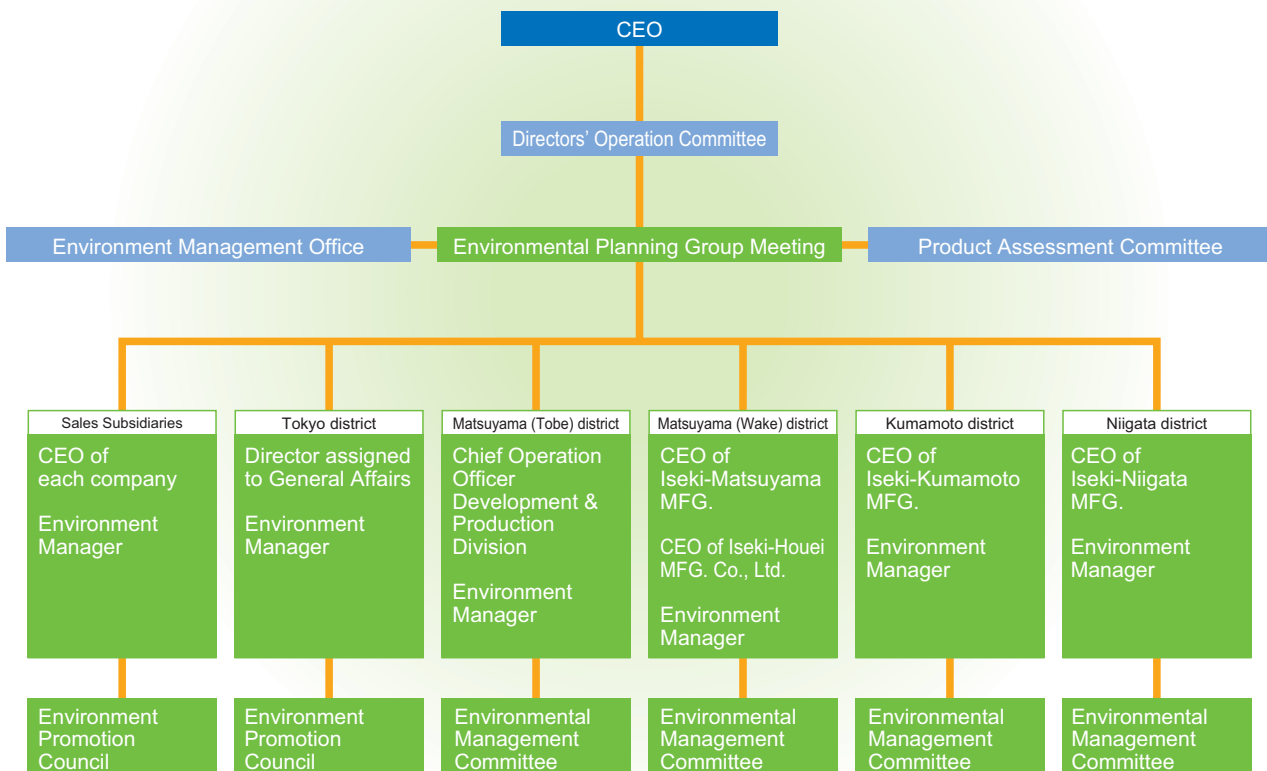 CEO
Directors’ Operation Committee
Environment Management Office
Environmental Planning Group Meeting
Product Assessment Committee
Sales Subsidiaries
CEO of
each company
Environment
Manager
Environment
Promotion
Council
Tokyo district
Director assigned
to General Affairs
Environment
Manager
Environment
Promotion
Council
Matsuyama (Tobe) district
Chief Operation
Officer
Development &
Production
Division
Environment
Manager
Environmental
Management
Committee
Matsuyama (Wake) district
CEO of
Iseki-Matsuyama
MFG.
CEO of Iseki-Houei
MFG. Co., Ltd.
Environment
Manager
Environmental
Management
Committee
Kumamoto district
CEO of
Iseki-Kumamoto
MFG.
Environment
Manager
Environmental
Management
Committee
Niigata district
CEO of
Iseki-Niigata
MFG.
Environment
Manager
Environmental
Management
Committee